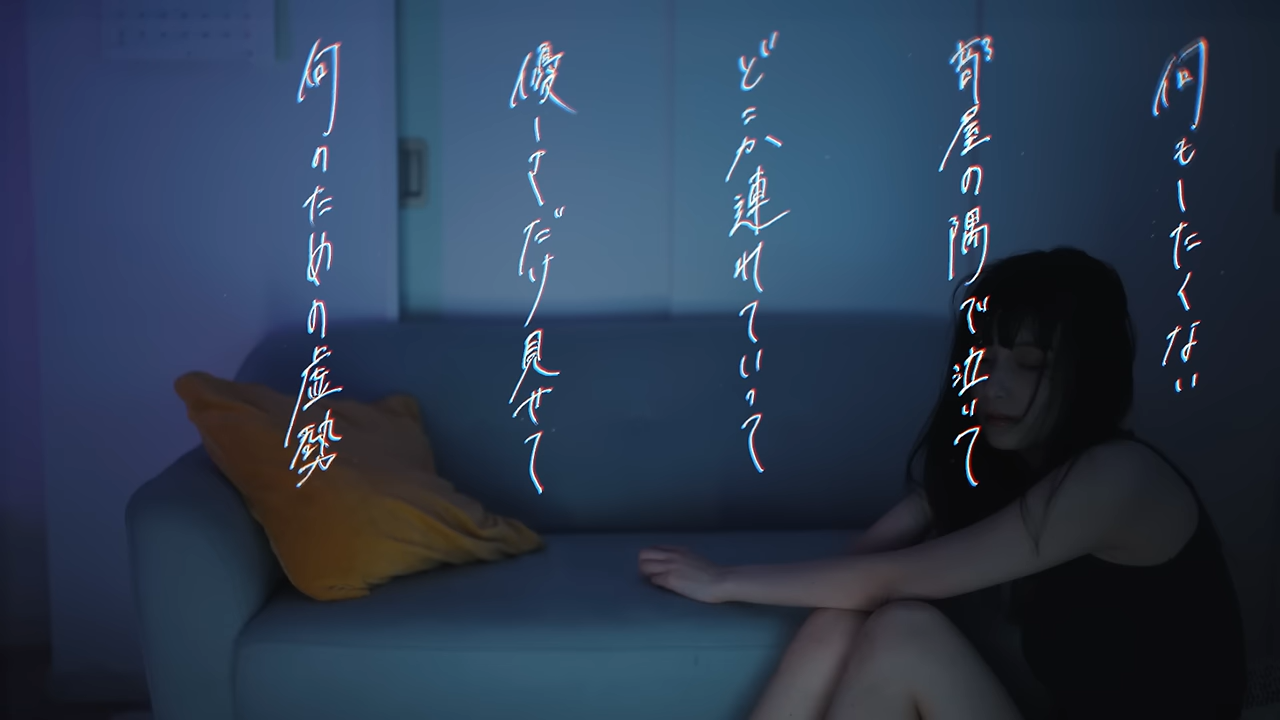 何もしたくない
部屋の隅で泣いて
どこか連れていって
優しさだけ見せて
何のための虚勢